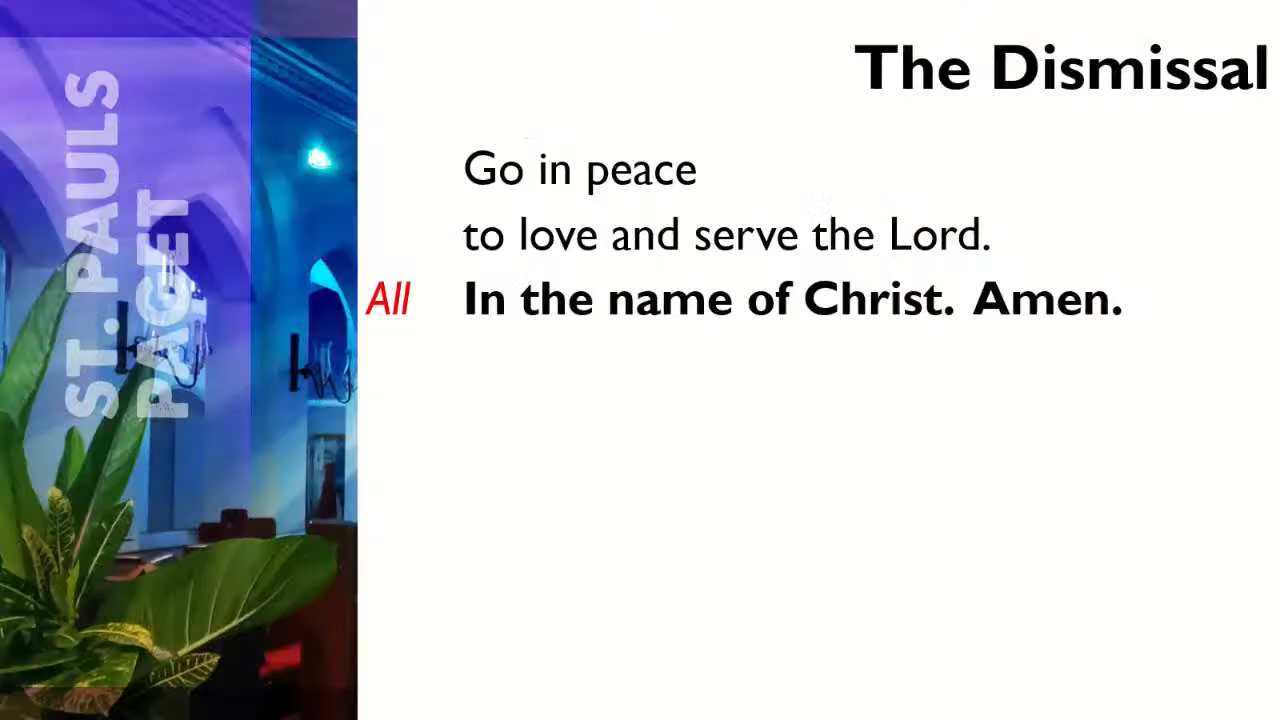 ST. PAULS
PAGET
The Dismissal
Go in peace
to love and serve the Lord.
All In the name of Christ. Amen.